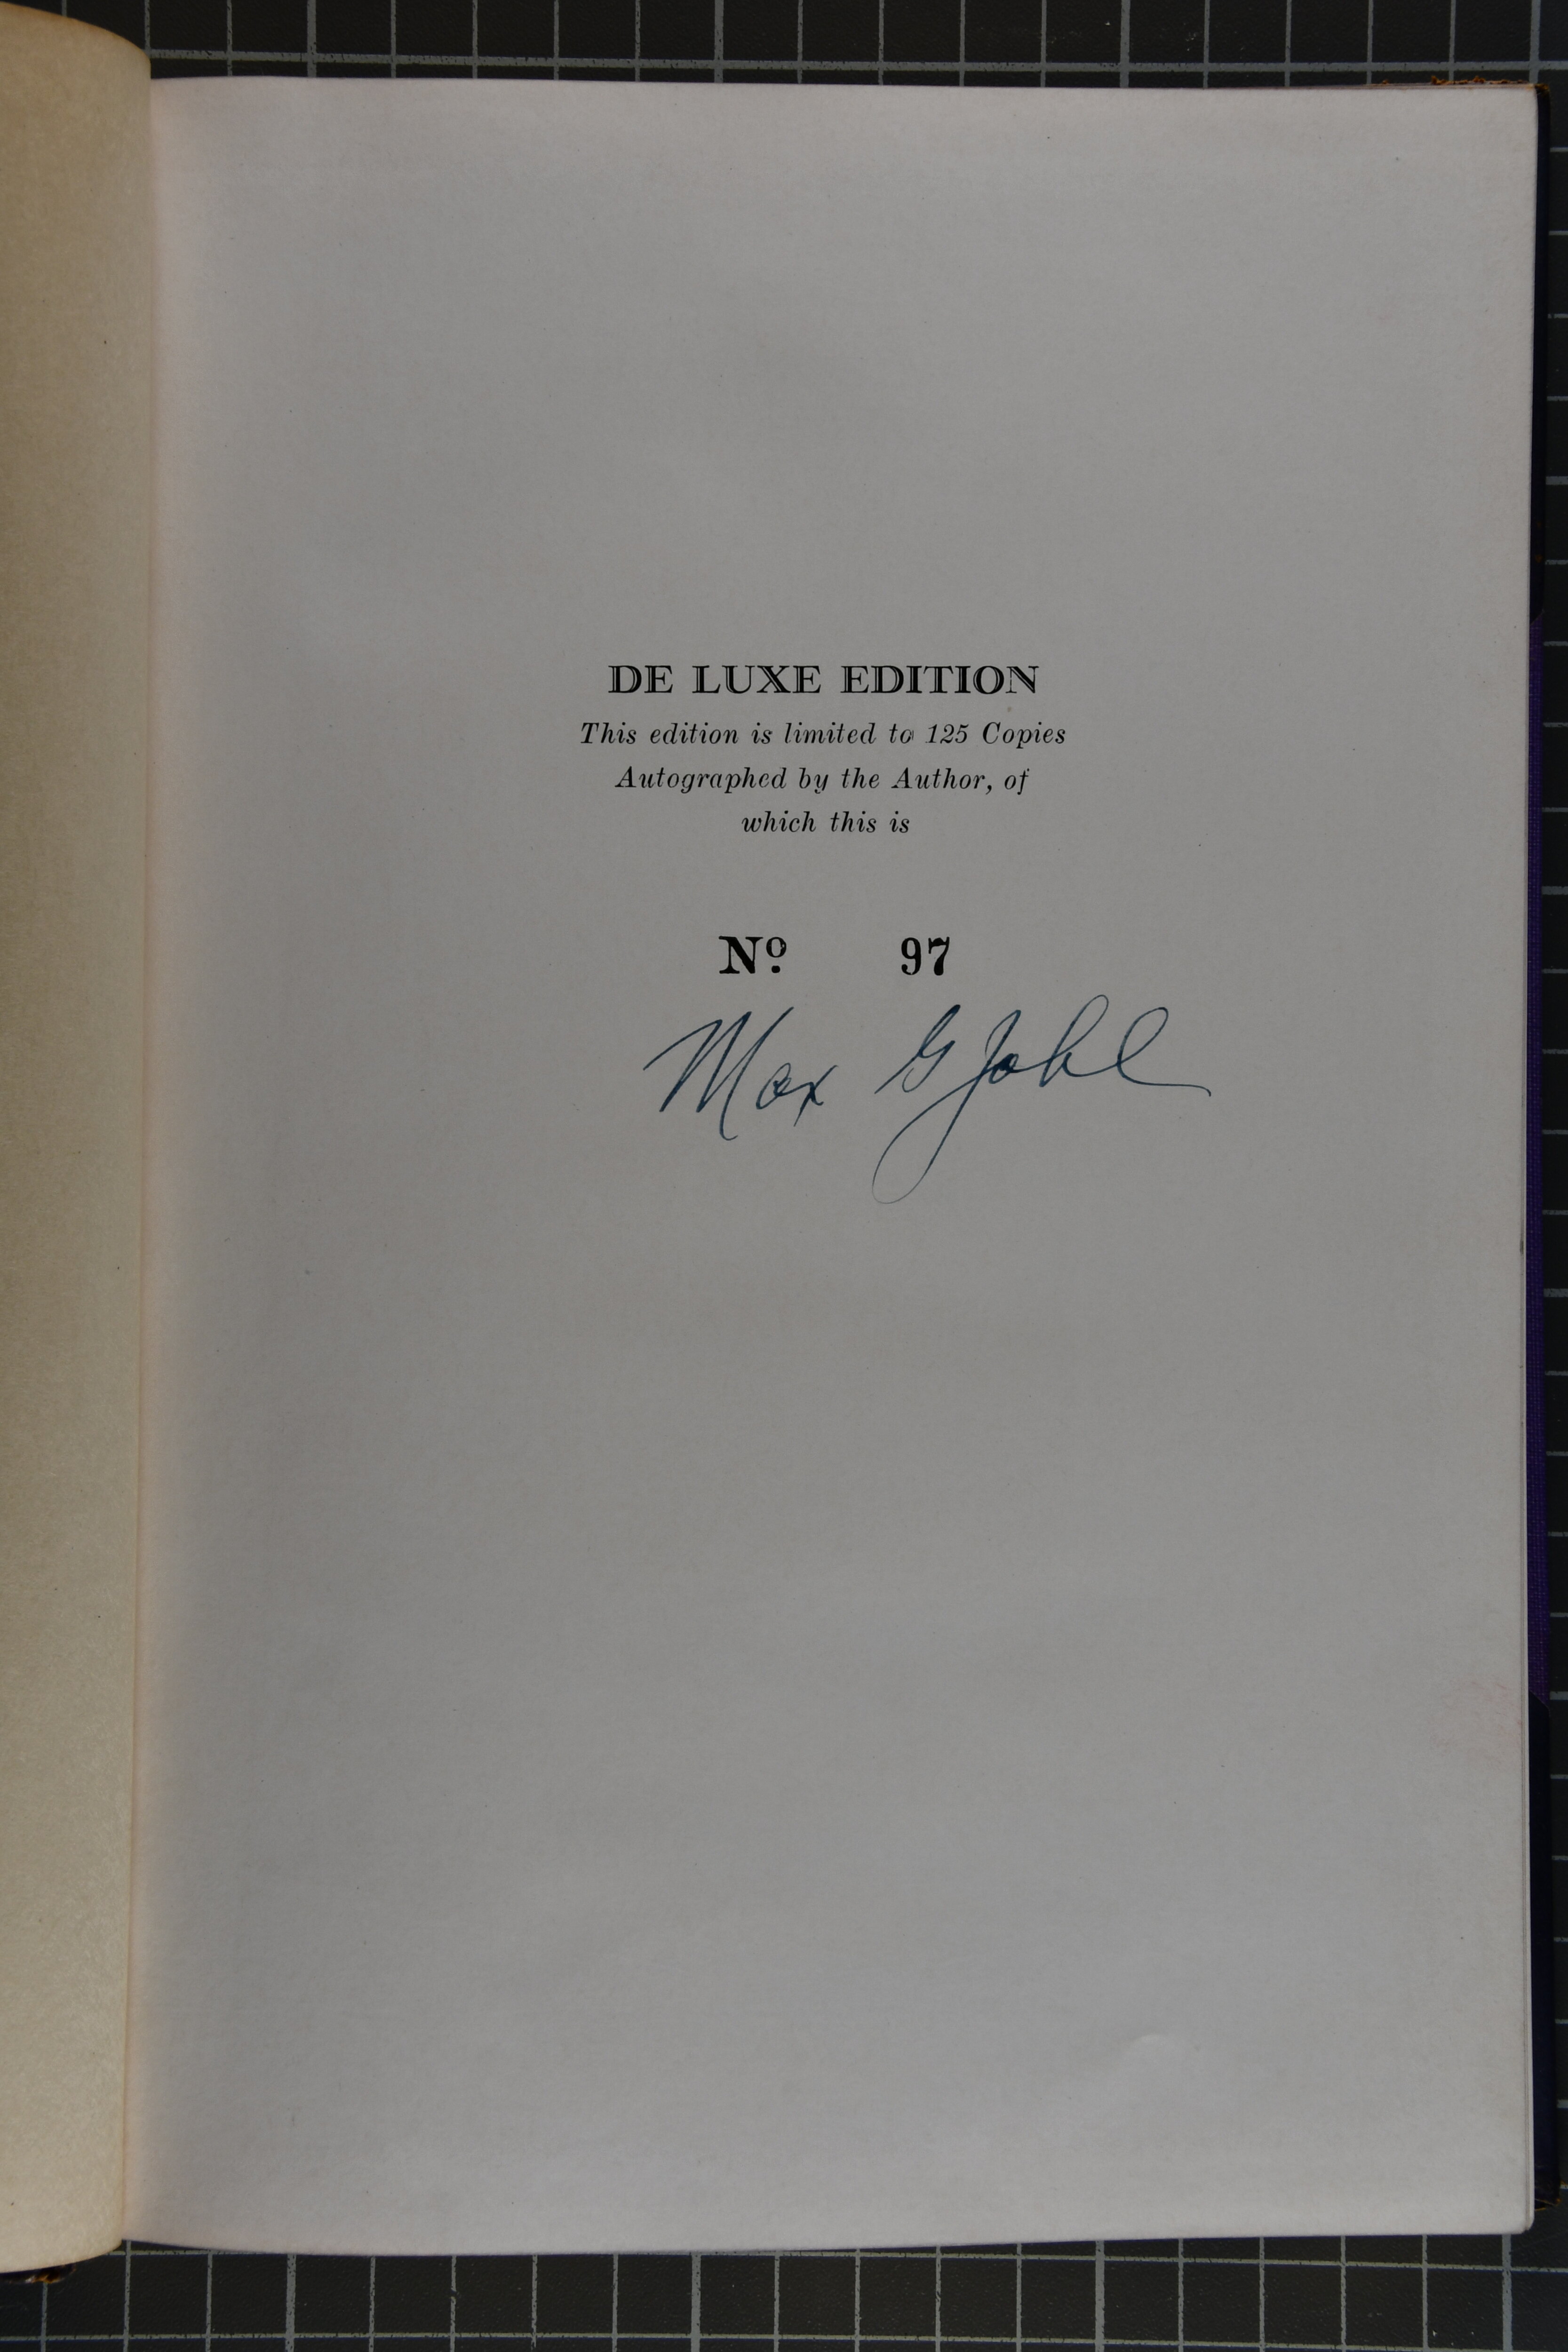 DE LUXE EDITION
This edition is limited to 125 Copies
Autographed by the Author, of
which this is
Nº 97
Max G Johl